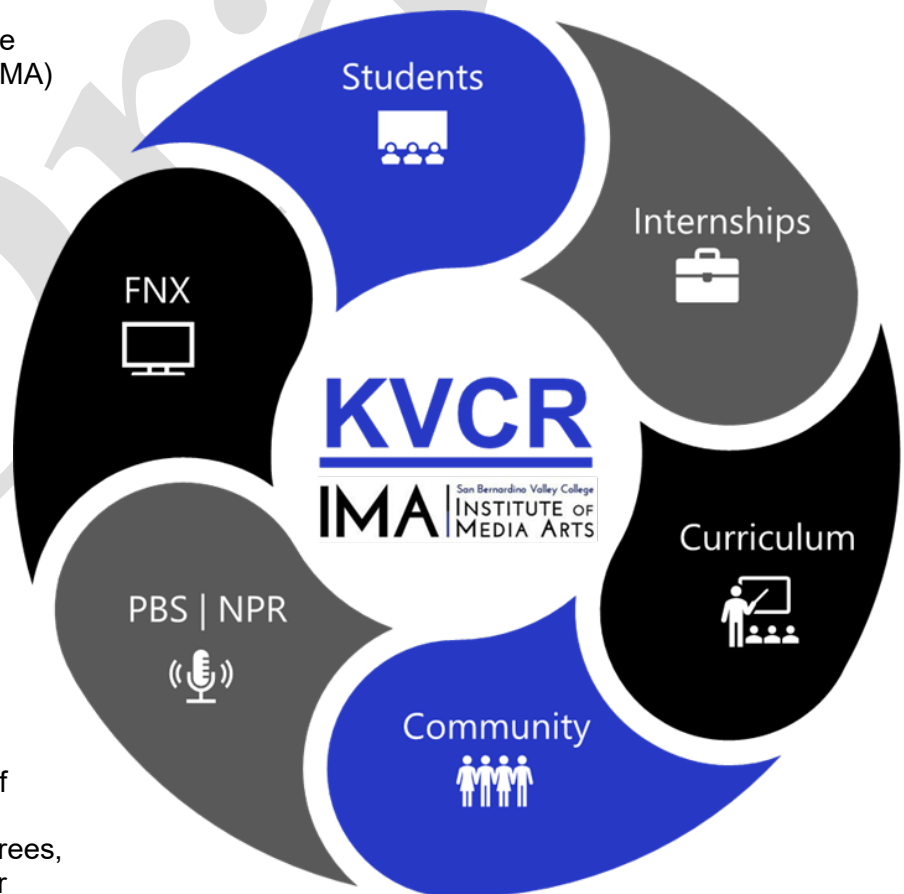 e
MA)
Students
Internships
FNX
KVCR
IMA
San Bernardino Valley College
INSTITUTE OF
MEDIA ARTS
Curriculum
PBS | NPR
Community
f
rees,
r